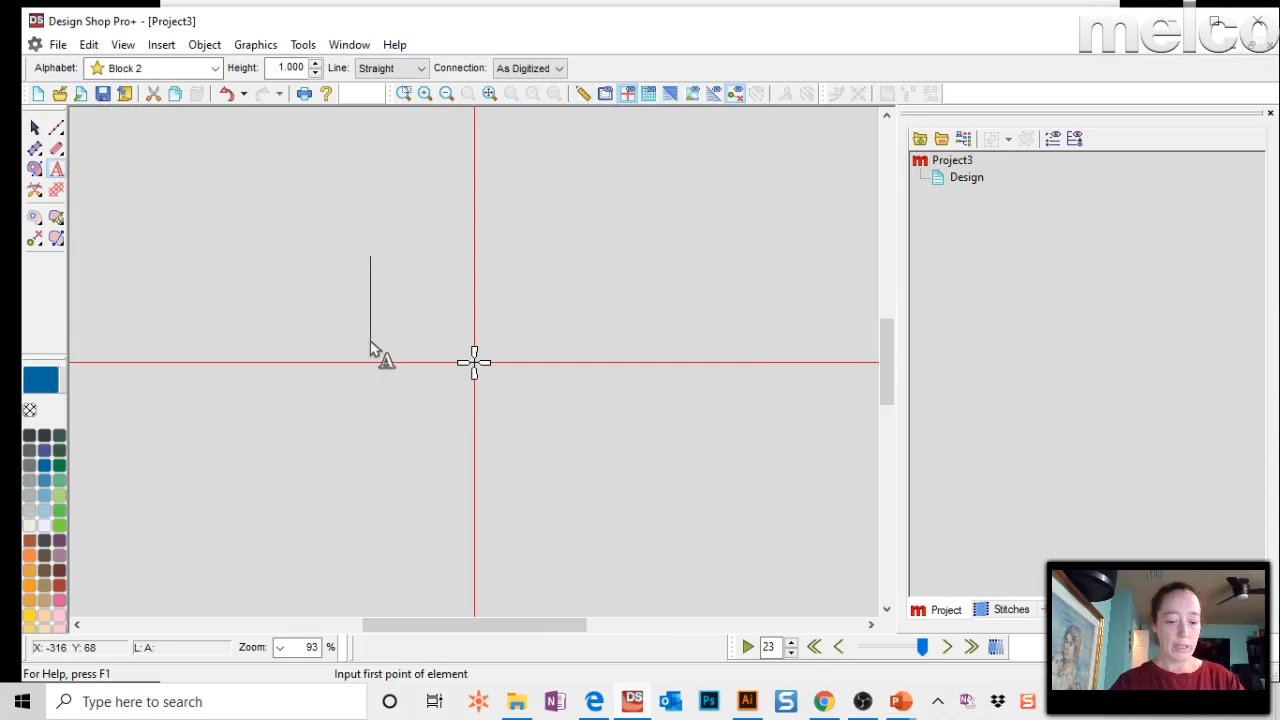 DS Design Shop Pro+ - [Project3]
melco
File Edit View Insert Object Graphics Tools Window Help
Alphabet: Block 2 Height: 1.000 Line: Straight Connection: As Digitized
Project3
Design
Project Stitches
X: -316 Y: 68 L: A: Zoom: 93 % 23
For Help, press F1 Input first point of element
Type here to search